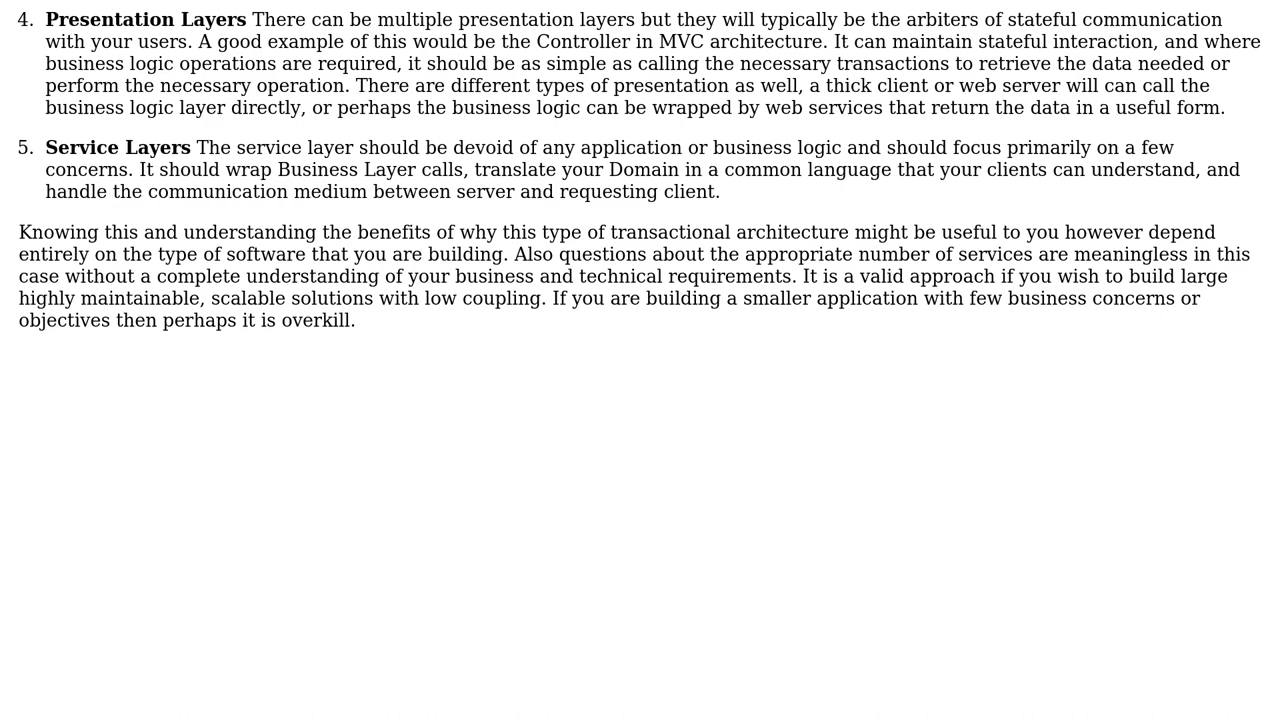 4. Presentation Layers There can be multiple presentation layers but they will typically be the arbiters of stateful communication
with your users. A good example of this would be the Controller in MVC architecture. It can maintain stateful interaction, and where
business logic operations are required, it should be as simple as calling the necessary transactions to retrieve the data needed or
perform the necessary operation. There are different types of presentation as well, a thick client or web server will can call the
business logic layer directly, or perhaps the business logic can be wrapped by web services that return the data in a useful form.
5. Service Layers The service layer should be devoid of any application or business logic and should focus primarily on a few
concerns. It should wrap Business Layer calls, translate your Domain in a common language that your clients can understand, and
handle the communication medium between server and requesting client.
Knowing this and understanding the benefits of why this type of transactional architecture might be useful to you however depend
entirely on the type of software that you are building. Also questions about the appropriate number of services are meaningless in this
case without a complete understanding of your business and technical requirements. It is a valid approach if you wish to build large
highly maintainable, scalable solutions with low coupling. If you are building a smaller application with few business concerns or
objectives then perhaps it is overkill.